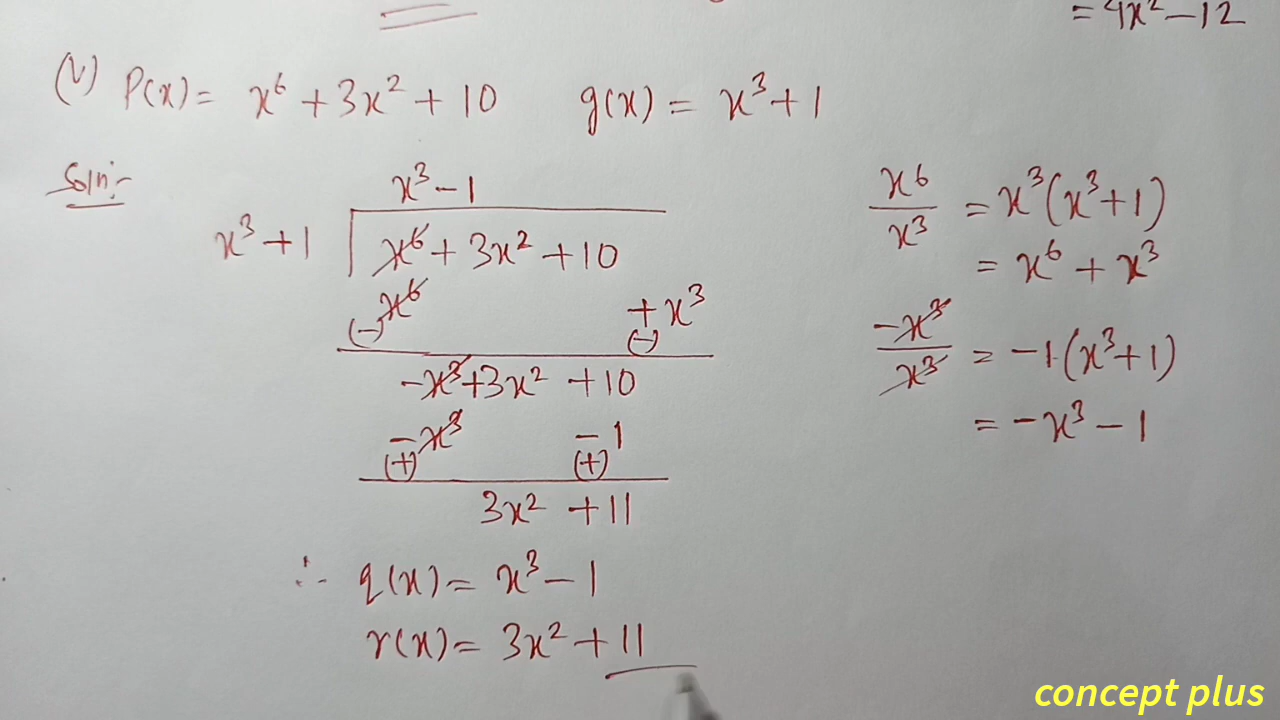 = 4x² - 12
(v) P(x) = x⁶ + 3x² + 10 g(x) = x³ + 1
Soln:-
x³ - 1
x³ + 1 x⁶ + 3x² + 10
(-) x⁶ + x³ (-)
-x³ + 3x² + 10
-x³ - 1
(+) (+)
3x² + 11
∴ q(x) = x³ - 1
r(x) = 3x² + 11
x⁶/x³ = x³(x³ + 1)
= x⁶ + x³
-x³/x³ = -1(x³ + 1)
= -x³ - 1
concept plus